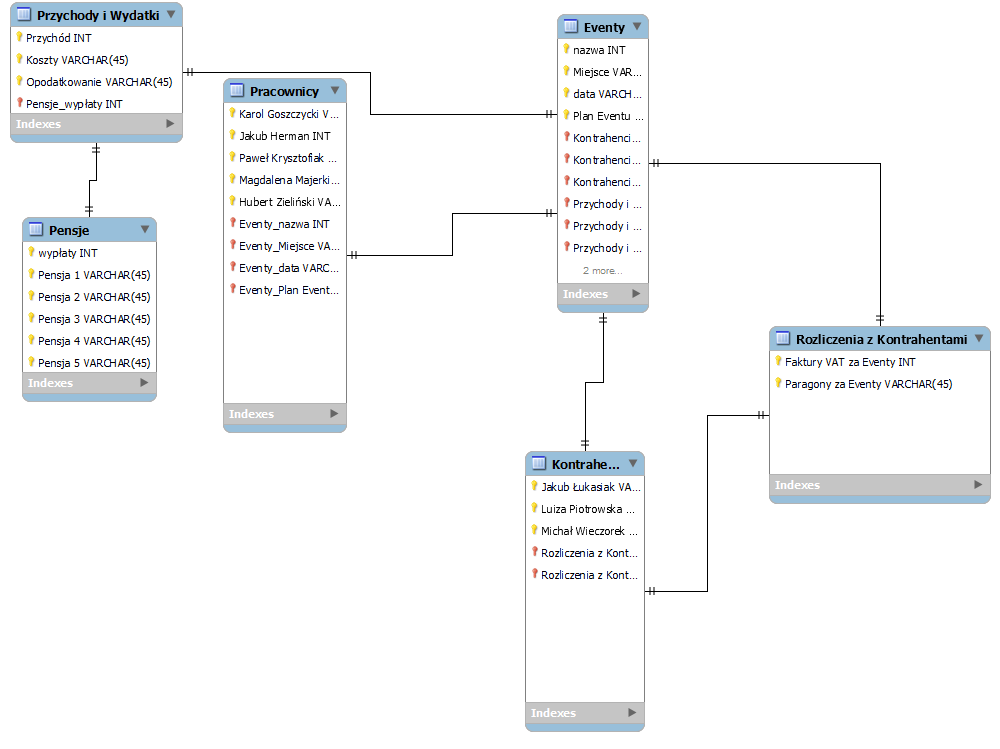 Przychody i Wydatki
Przychód INT
Koszty VARCHAR(45)
Opodatkowanie VARCHAR(45)
Pensje_wypłaty INT
Indexes
Pensje
wypłaty INT
Pensja 1 VARCHAR(45)
Pensja 2 VARCHAR(45)
Pensja 3 VARCHAR(45)
Pensja 4 VARCHAR(45)
Pensja 5 VARCHAR(45)
Indexes
Pracownicy
Karol Goszczycki V...
Jakub Herman INT
Paweł Krysztofiak ...
Magdalena Majerki...
Hubert Zieliński VA...
Eventy_nazwa INT
Eventy_Miejsce VA...
Eventy_data VARC...
Eventy_Plan Event...
Indexes
Eventy
nazwa INT
Miejsce VAR...
data VARCH...
Plan Eventu ...
Kontrahenci...
Kontrahenci...
Kontrahenci...
Przychody i ...
Przychody i ...
Przychody i ...
2 more...
Indexes
Kontrahe...
Jakub Łukasiak VA...
Luiza Piotrowska ...
Michał Wieczorek ...
Rozliczenia z Kont...
Rozliczenia z Kont...
Indexes
Rozliczenia z Kontrahentami
Faktury VAT za Eventy INT
Paragony za Eventy VARCHAR(45)
Indexes